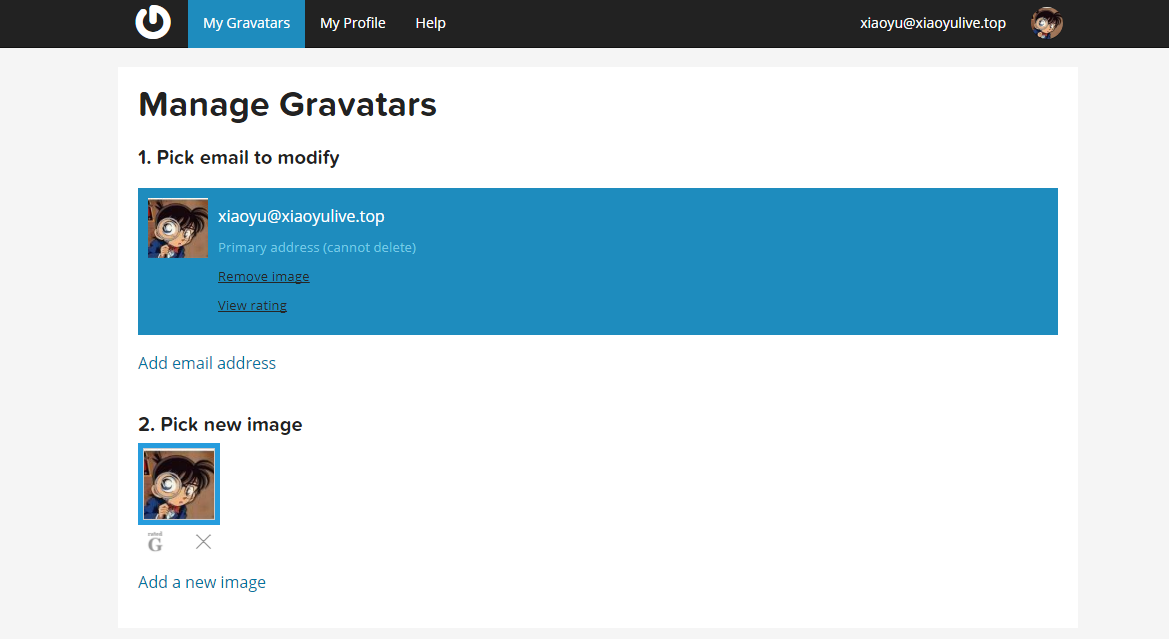 My Gravatars
My Profile
Help
xiaoyu@xiaoyulive.top
Manage Gravatars
1. Pick email to modify
xiaoyu@xiaoyulive.top
Primary address (cannot delete)
Remove image
View rating
Add email address
2. Pick new image
rated
G
Add a new image